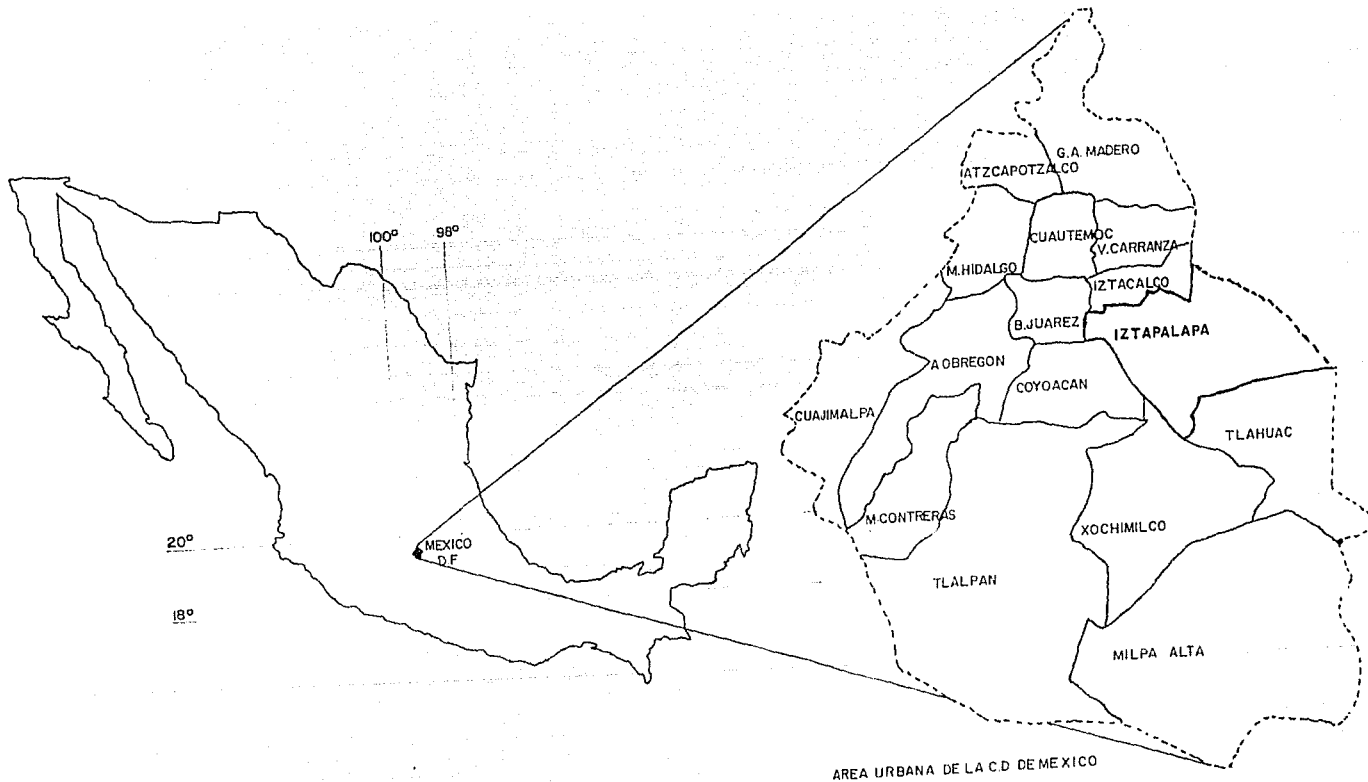 100° 98°
20°
18°
MEXICO
D.F
G.A. MADERO
ATZCAPOTZALCO
CUAUTEMOC
V.CARRANZA
M.HIDALGO
IZTACALCO
B.JUAREZ
IZTAPALAPA
A OBREGON
COYOACAN
CUAJIMALPA
TLAHUAC
M.CONTRERAS
XOCHIMILCO
TLALPAN
MILPA ALTA
AREA URBANA DE LA C.D DE MEXICO